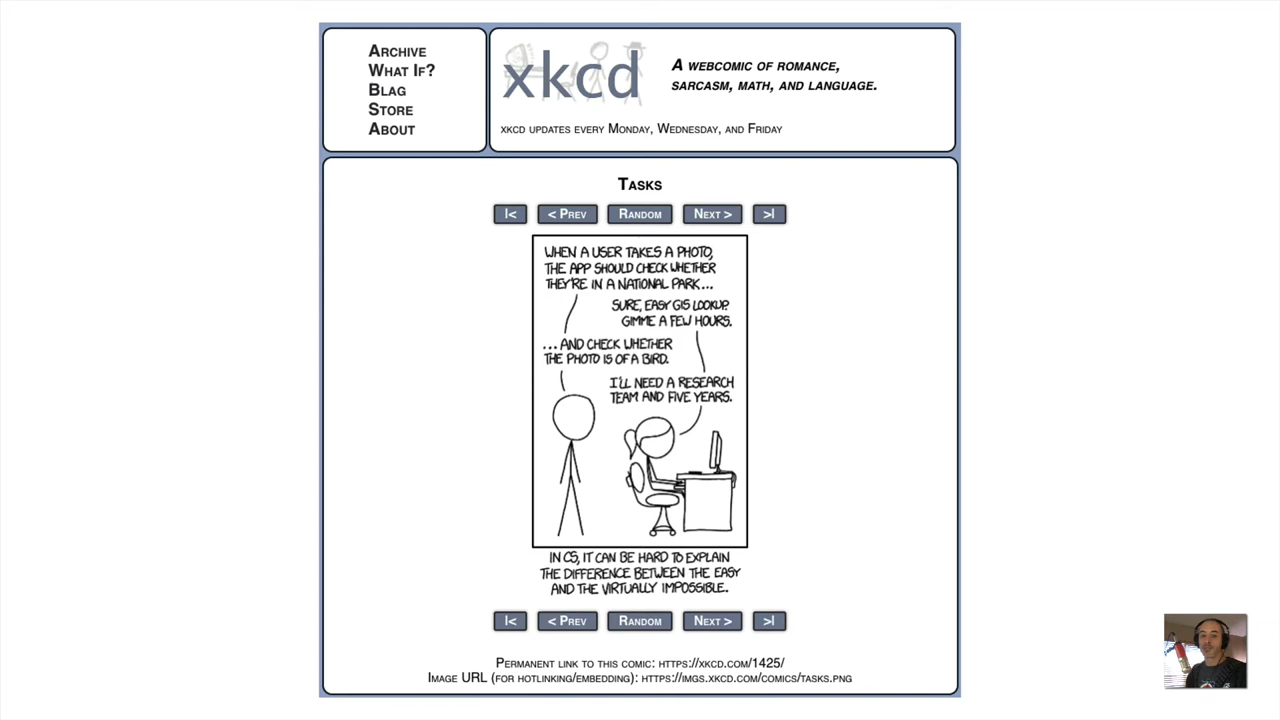 Archive
What If?
Blag
Store
About
xkcd
A webcomic of romance,
sarcasm, math, and language.
xkcd updates every Monday, Wednesday, and Friday
Tasks
|<
< Prev
Random
Next >
>|
WHEN A USER TAKES A PHOTO,
THE APP SHOULD CHECK WHETHER
THEY'RE IN A NATIONAL PARK...
SURE, EASY GIS LOOKUP.
GIMME A FEW HOURS.
...AND CHECK WHETHER
THE PHOTO IS OF A BIRD.
I'LL NEED A RESEARCH
TEAM AND FIVE YEARS.
IN CS, IT CAN BE HARD TO EXPLAIN
THE DIFFERENCE BETWEEN THE EASY
AND THE VIRTUALLY IMPOSSIBLE.
|<
< Prev
Random
Next >
>|
Permanent link to this comic: https://xkcd.com/1425/
Image URL (for hotlinking/embedding): https://imgs.xkcd.com/comics/tasks.png